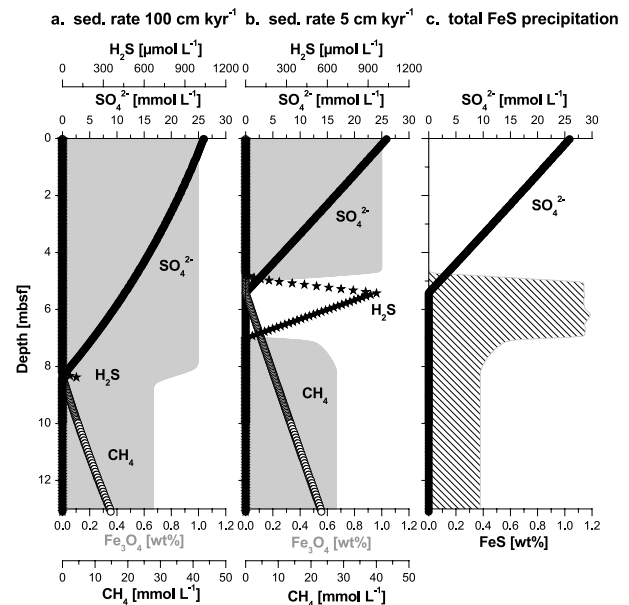 a. sed. rate 100 cm kyr⁻¹ b. sed. rate 5 cm kyr⁻¹ c. total FeS precipitation
H₂S [µmol L⁻¹] H₂S [µmol L⁻¹]
0 300 600 900 1200 0 300 600 900 1200
SO₄²⁻ [mmol L⁻¹] SO₄²⁻ [mmol L⁻¹] SO₄²⁻ [mmol L⁻¹]
0 5 10 15 20 25 30 0 5 10 15 20 25 30 0 5 10 15 20 25 30
Depth [mbsf]
0
2
4
6
8
10
12
SO₄²⁻
H₂S
CH₄
SO₄²⁻
H₂S
CH₄
SO₄²⁻
0.0 0.2 0.4 0.6 0.8 1.0 1.2 0.0 0.2 0.4 0.6 0.8 1.0 1.2 0.0 0.2 0.4 0.6 0.8 1.0 1.2
Fe₃O₄ [wt%] Fe₃O₄ [wt%] FeS [wt%]
0 10 20 30 40 50 0 10 20 30 40 50
CH₄ [mmol L⁻¹] CH₄ [mmol L⁻¹]